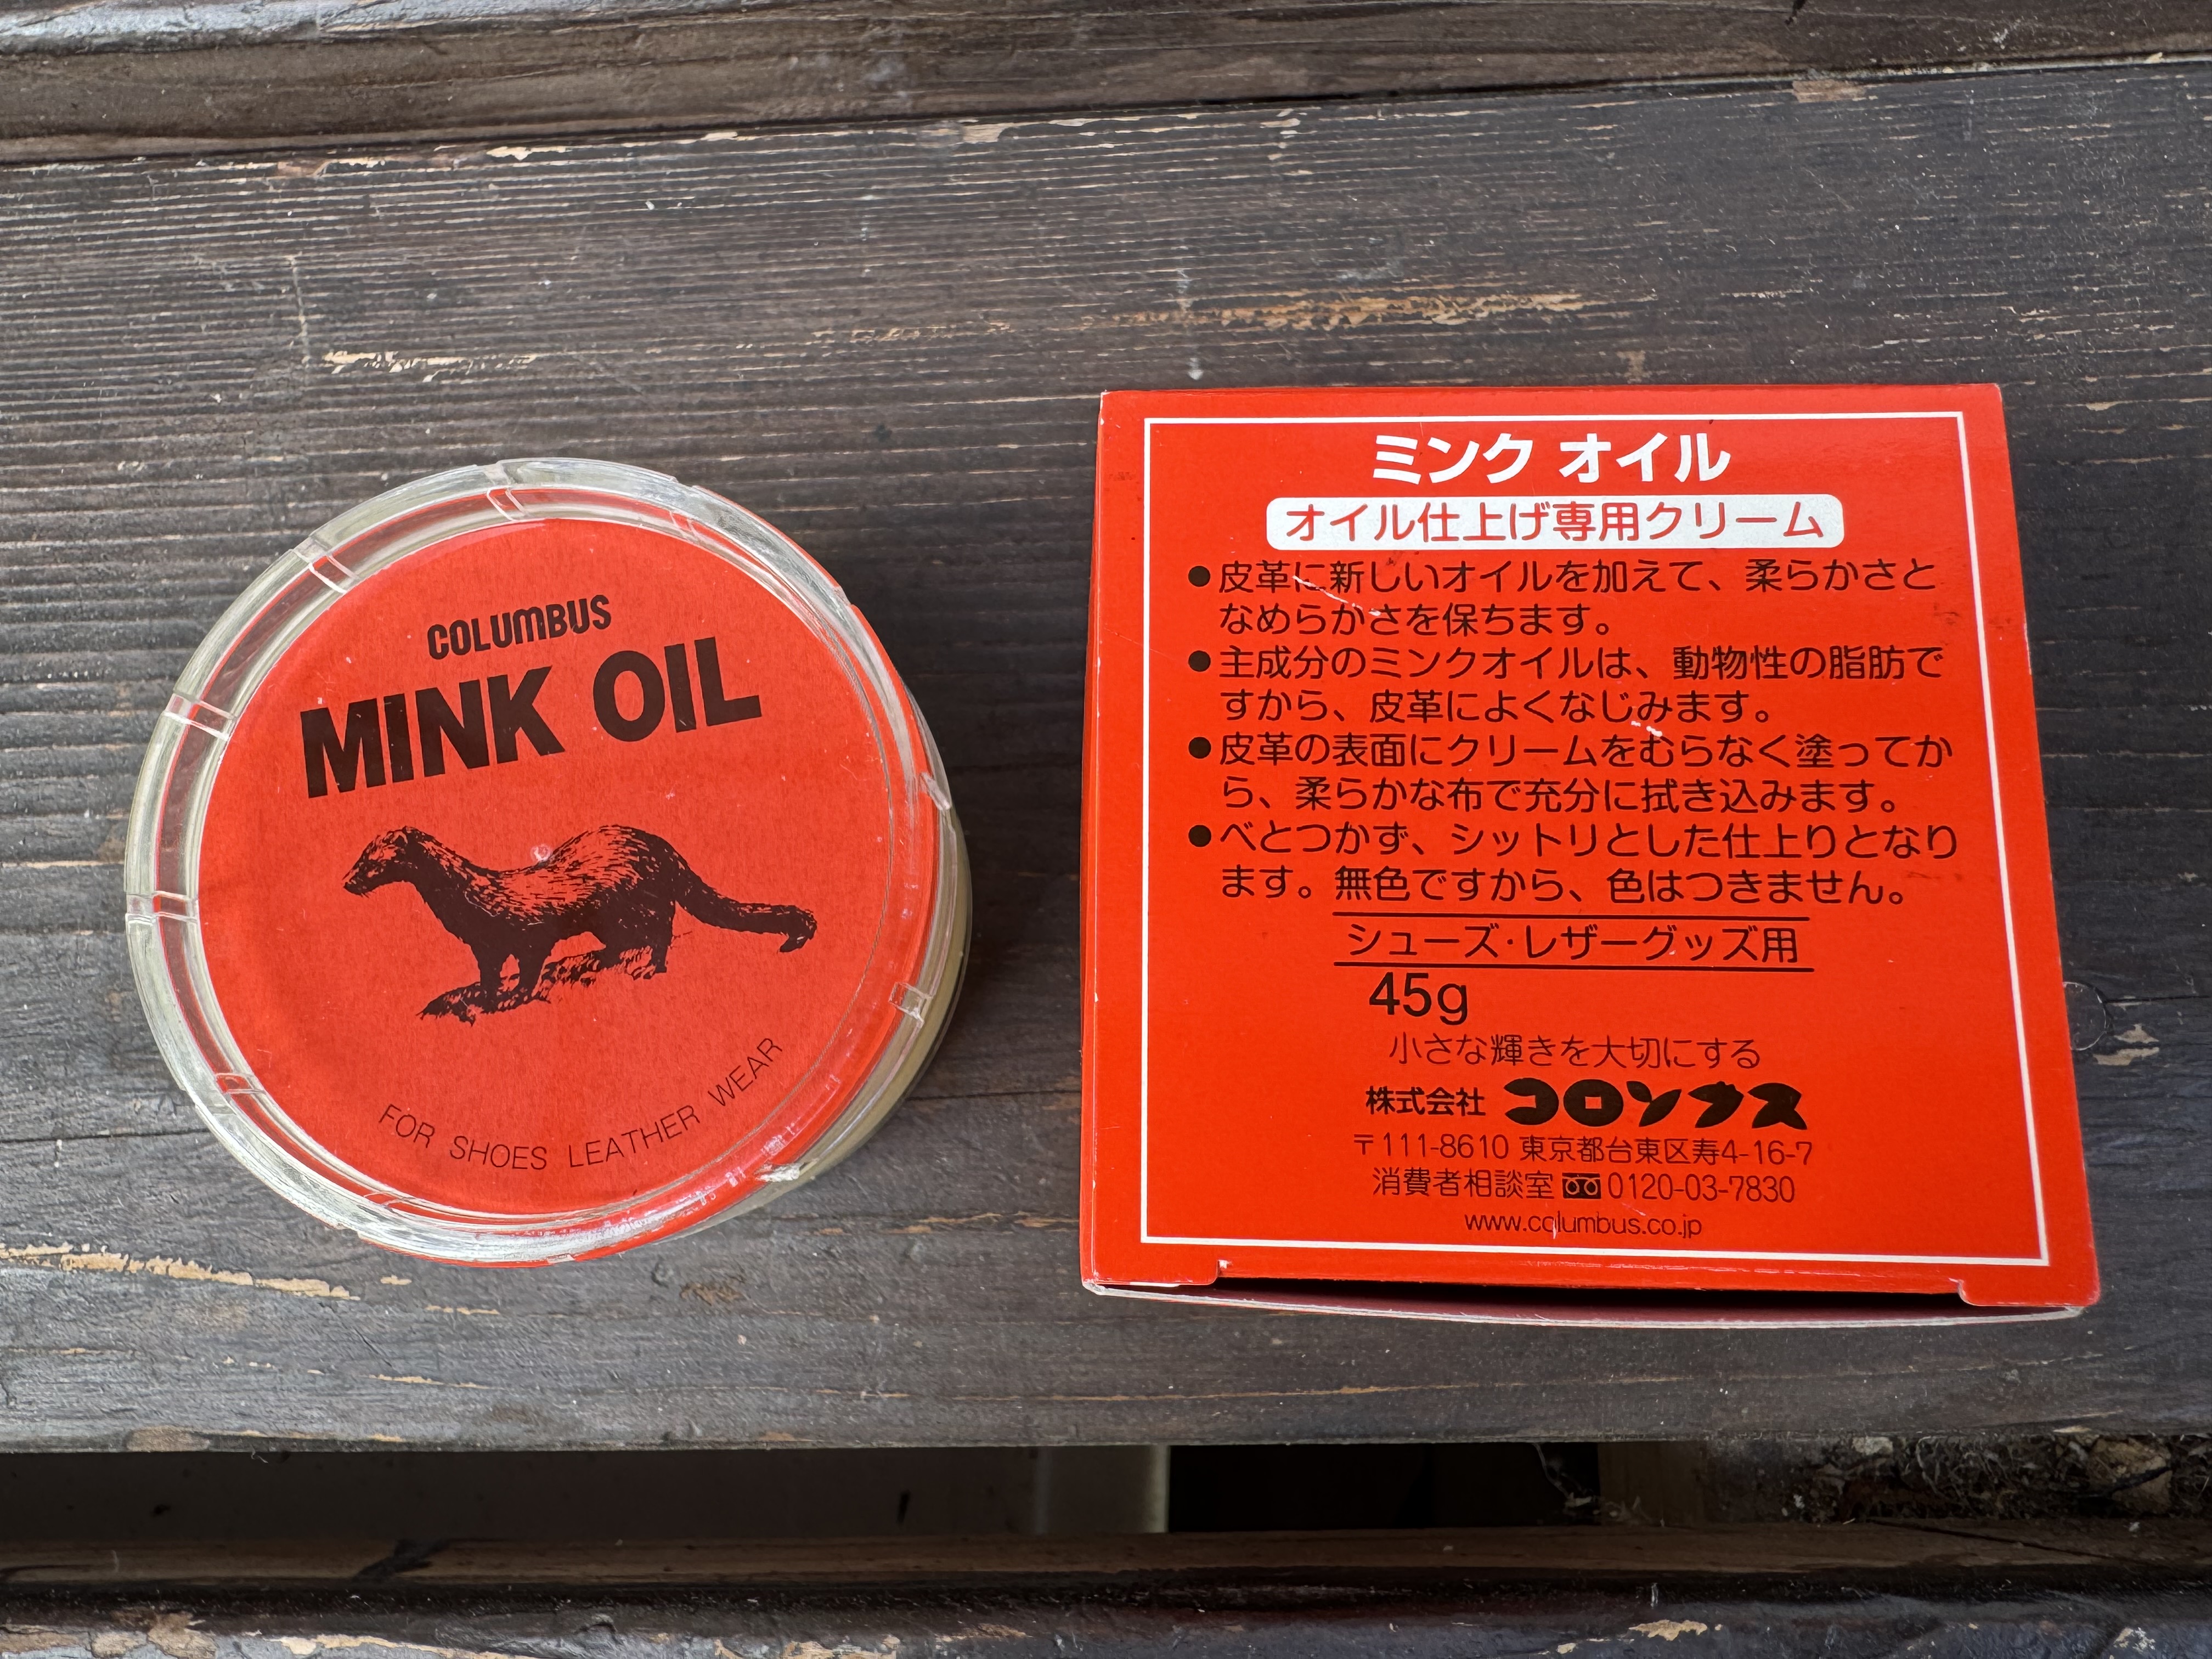 COLUMBUS
MINK OIL
FOR SHOES LEATHER WEAR
ミンク オイル
オイル仕上げ専用クリーム
●皮革に新しいオイルを加えて、柔らかさと
なめらかさを保ちます。
●主成分のミンクオイルは、動物性の脂肪で
すから、皮革によくなじみます。
●皮革の表面にクリームをむらなく塗ってか
ら、柔らかな布で充分に拭き込みます。
●べとつかず、シットリとした仕上りとなり
ます。無色ですから、色はつきません。
シューズ・レザーグッズ用
45g
小さな輝きを大切にする
株式会社 コロンブス
〒111-8610 東京都台東区寿4-16-7
消費者相談室 0120-03-7830
www.columbus.co.jp